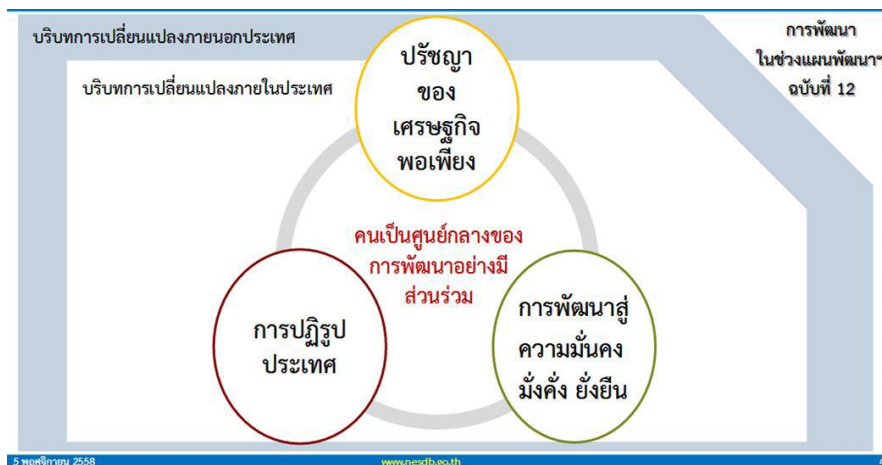 บริบทการเปลี่ยนแปลงภายนอกประเทศ
การพัฒนา
ในช่วงแผนพัฒนาฯ
ฉบับที่ 12
บริบทการเปลี่ยนแปลงภายในประเทศ
ปรัชญา
ของ
เศรษฐกิจ
พอเพียง
คนเป็นศูนย์กลางของ
การพัฒนาอย่างมี
ส่วนร่วม
การปฏิรูป
ประเทศ
การพัฒนาสู่
ความมั่นคง
มั่งคั่ง ยั่งยืน
5 พฤศจิกายน 2558
www.nesdb.go.th